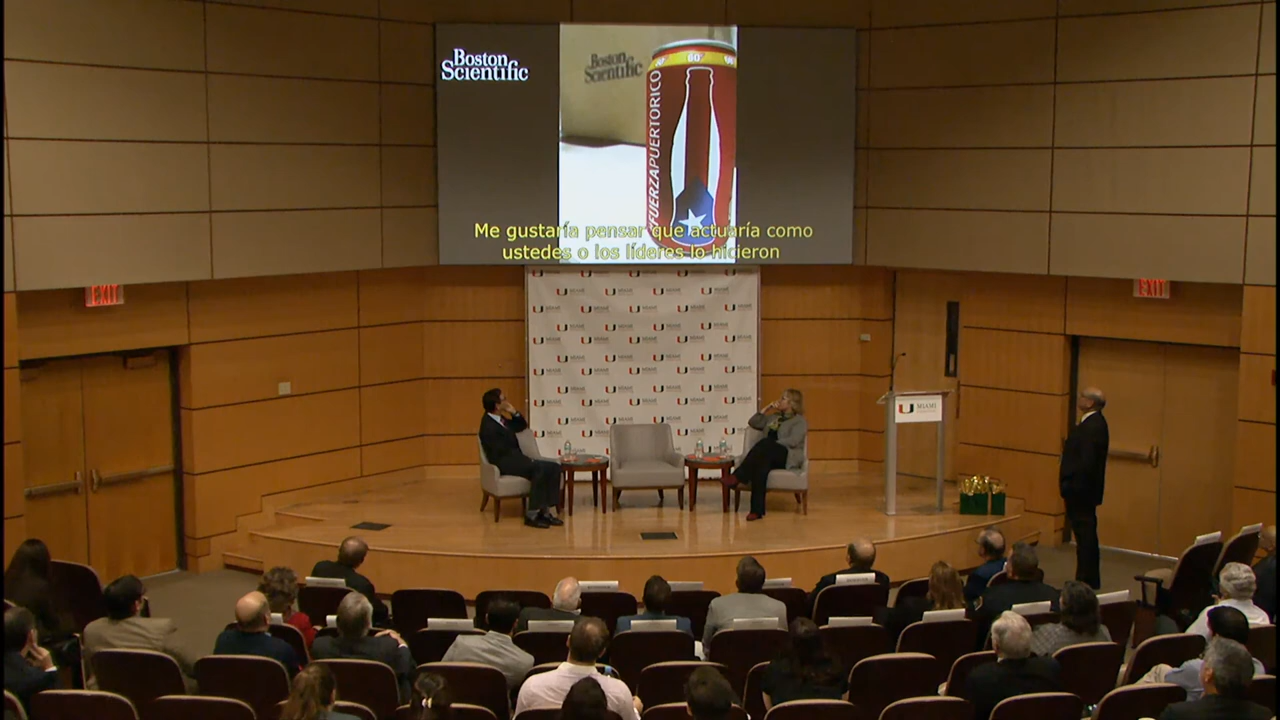 Boston
Scientific
Boston
Scientific
60
FUERZAPUERTORICO
Me gustaría pensar que actuaría como
ustedes o los líderes lo hicieron
EXIT
EXIT
U MIAMI